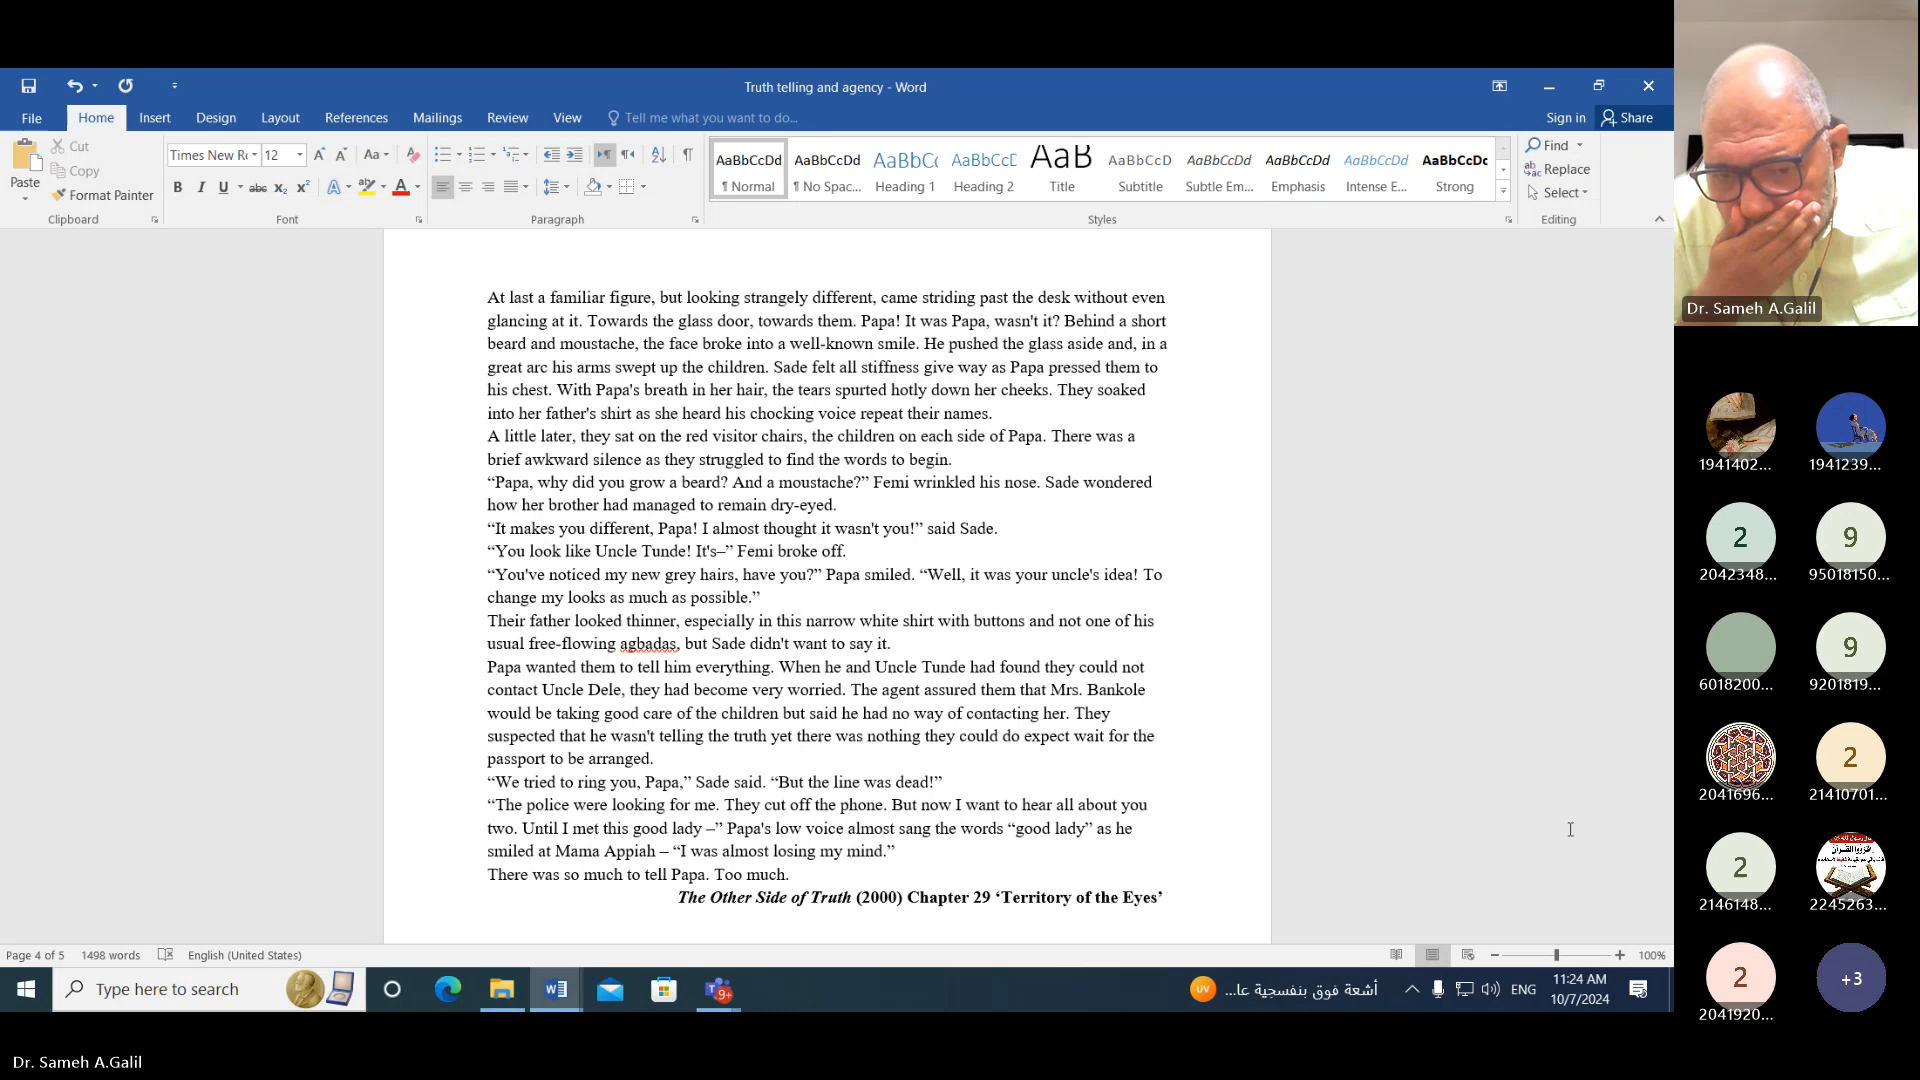 Truth telling and agency - Word
File Home Insert Design Layout References Mailings Review View Tell me what you want to do... Sign in Share
Paste
Cut
Copy
Format Painter
Clipboard
Times New Ro 12
Font
Paragraph
AaBbCcDd AaBbCcDd AaBbC AaBbCcE AaB AaBbCcD AaBbCcDd AaBbCcDd AaBbCcDd AaBbCcDc
¶ Normal ¶ No Spac... Heading 1 Heading 2 Title Subtitle Subtle Em... Emphasis Intense E... Strong
Styles
Find
Replace
Select
Editing
At last a familiar figure, but looking strangely different, came striding past the desk without even
glancing at it. Towards the glass door, towards them. Papa! It was Papa, wasn't it? Behind a short
beard and moustache, the face broke into a well-known smile. He pushed the glass aside and, in a
great arc his arms swept up the children. Sade felt all stiffness give way as Papa pressed them to
his chest. With Papa's breath in her hair, the tears spurted hotly down her cheeks. They soaked
into her father's shirt as she heard his chocking voice repeat their names.
A little later, they sat on the red visitor chairs, the children on each side of Papa. There was a
brief awkward silence as they struggled to find the words to begin.
“Papa, why did you grow a beard? And a moustache?” Femi wrinkled his nose. Sade wondered
how her brother had managed to remain dry-eyed.
“It makes you different, Papa! I almost thought it wasn't you!” said Sade.
“You look like Uncle Tunde! It's–” Femi broke off.
“You've noticed my new grey hairs, have you?” Papa smiled. “Well, it was your uncle's idea! To
change my looks as much as possible.”
Their father looked thinner, especially in this narrow white shirt with buttons and not one of his
usual free-flowing agbadas, but Sade didn't want to say it.
Papa wanted them to tell him everything. When he and Uncle Tunde had found they could not
contact Uncle Dele, they had become very worried. The agent assured them that Mrs. Bankole
would be taking good care of the children but said he had no way of contacting her. They
suspected that he wasn't telling the truth yet there was nothing they could do expect wait for the
passport to be arranged.
“We tried to ring you, Papa,” Sade said. “But the line was dead!”
“The police were looking for me. They cut off the phone. But now I want to hear all about you
two. Until I met this good lady –” Papa's low voice almost sang the words “good lady” as he
smiled at Mama Appiah – “I was almost losing my mind.”
There was so much to tell Papa. Too much.
The Other Side of Truth (2000) Chapter 29 ‘Territory of the Eyes’
Page 4 of 5 1498 words English (United States) 100%
Type here to search
UV
أشعة فوق بنفسجية عا...
ENG
11:24 AM
10/7/2024
Dr. Sameh A.Galil
Dr. Sameh A.Galil
1941402... 1941239...
2 9
2042348... 95018150...
9
6018200... 9201819...
2
2041696... 21410701...
2
2146148... 2245263...
2 +3
2041920...